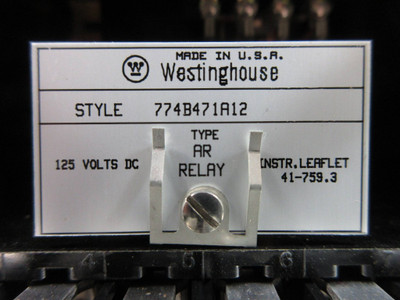 MADE IN U.S.A.
W Westinghouse
STYLE 774B471A12
TYPE
AR
RELAY
125 VOLTS DC
INSTR.LEAFLET
41-759.3
4 5 6